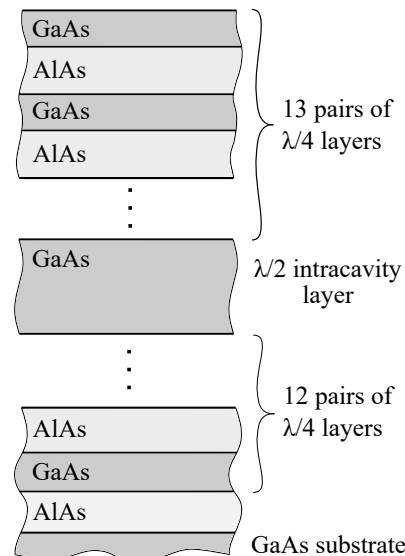 GaAs
AlAs
GaAs
AlAs
13 pairs of
λ/4 layers
GaAs
λ/2 intracavity
layer
12 pairs of
λ/4 layers
AlAs
GaAs
AlAs
GaAs substrate